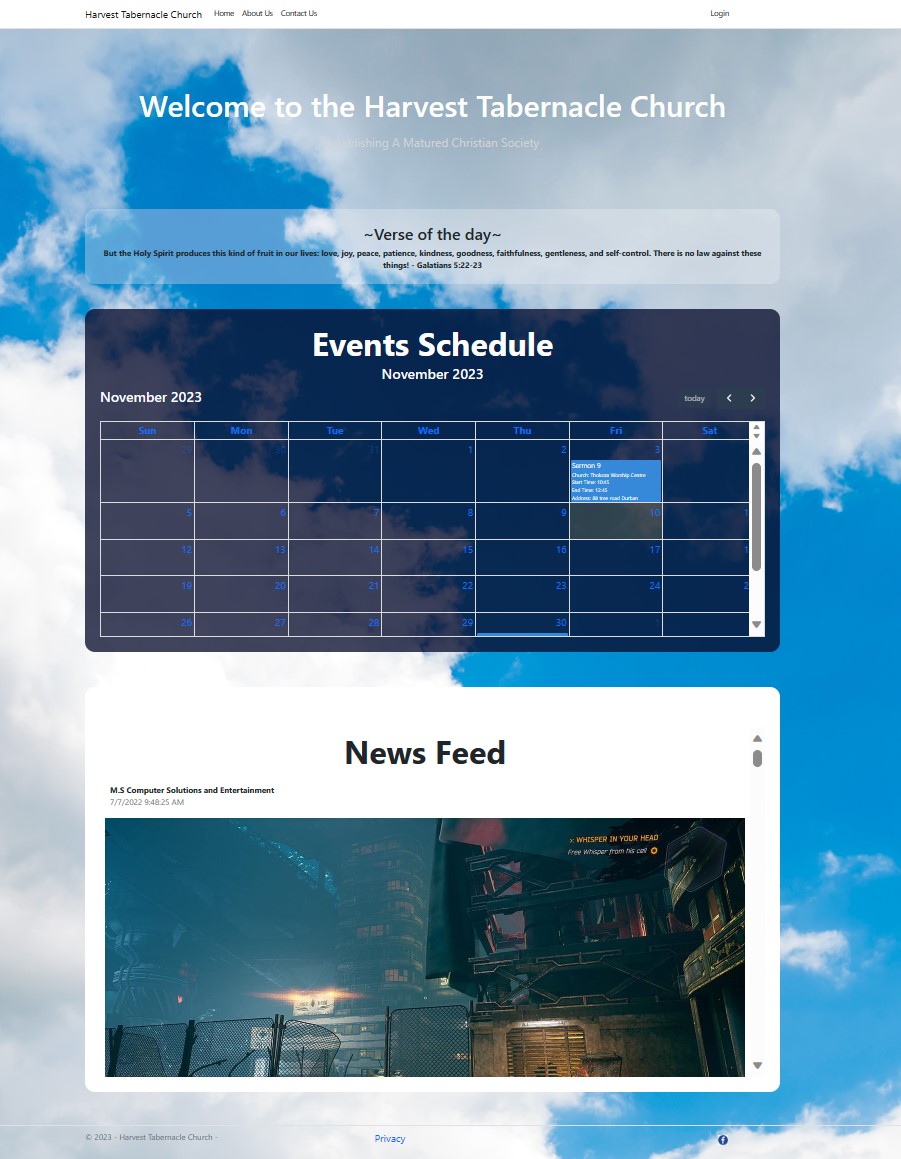 Harvest Tabernacle Church Home About Us Contact Us Login
Welcome to the Harvest Tabernacle Church
A Matured Christian Society
~Verse of the day~
But the Holy Spirit produces this kind of fruit in our lives: love, joy, peace, patience, kindness, goodness, faithfulness, gentleness, and self-control. There is no law against these
things! - Galatians 5:22-23
Events Schedule
November 2023
November 2023 today
Sun Mon Tue Wed Thu Fri Sat
29 30 31 1 2 3
Sermon 9
Church: Thokoza Worship Centre
Start Time: 10:45
End Time: 12:45
Address: 88 tree road Durban
5 6 7 8 9 10
12 13 14 15 16 17
19 20 21 22 23 24
26 27 28 29 30
News Feed
M.S Computer Solutions and Entertainment
7/7/2022 9:48:25 AM
WHISPER IN YOUR HEAD
Free Whisper from his cell
© 2023 - Harvest Tabernacle Church - Privacy